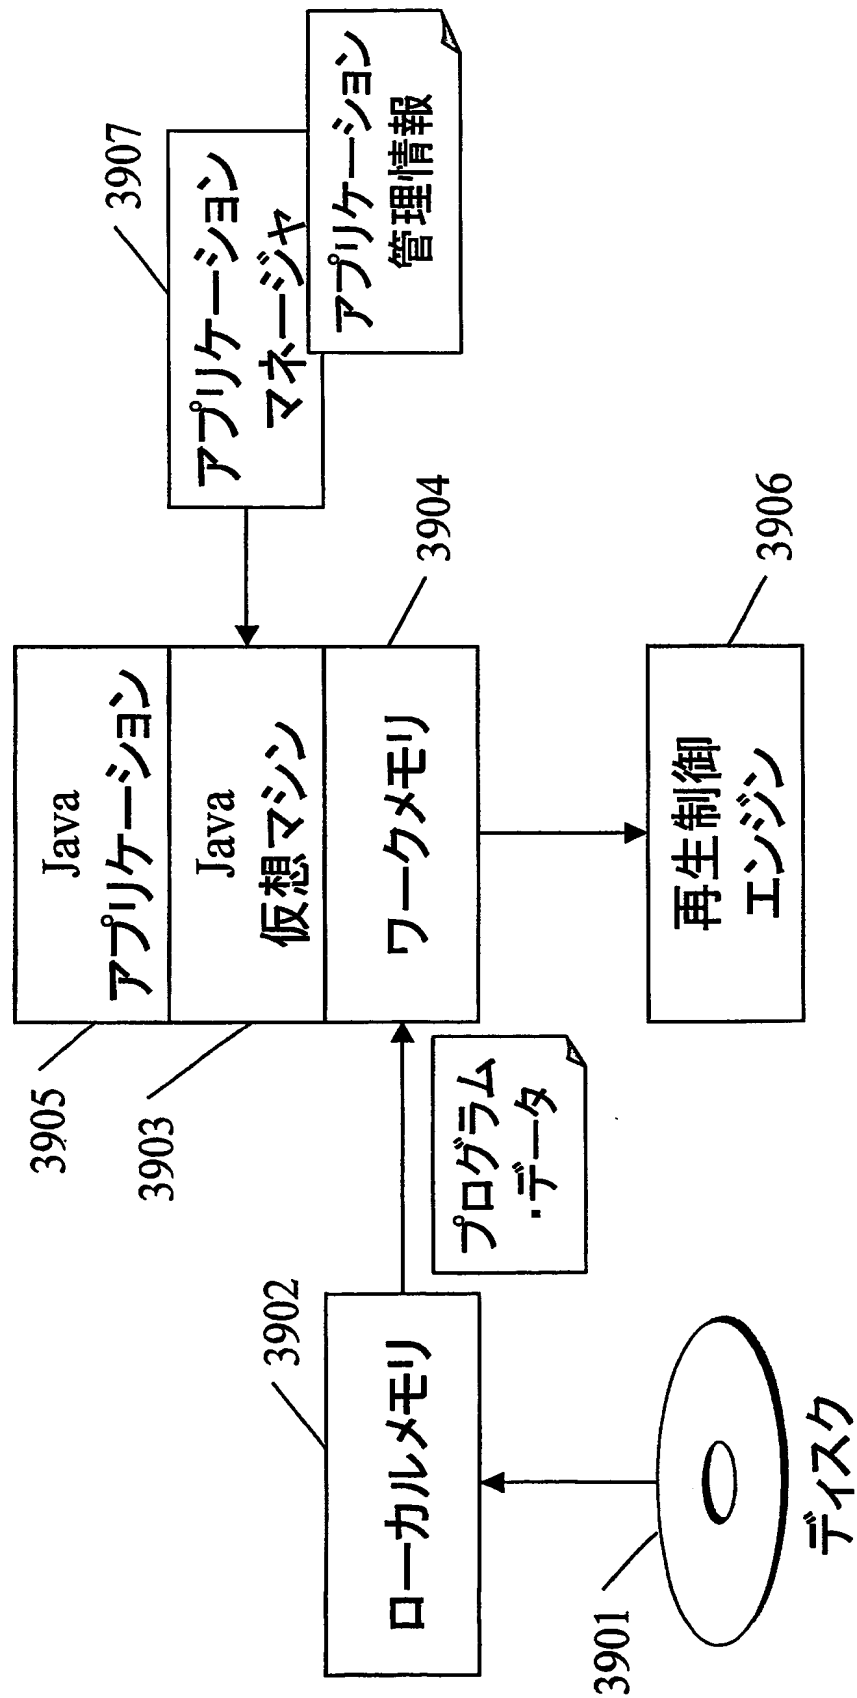 3905
Java
アプリケーション
3903
Java
仮想マシン
3907
アプリケーション
マネージャ
アプリケーション
管理情報
3902
ローカルメモリ
ワークメモリ
3904
プログラム
・データ
3901
ディスク
再生制御
エンジン
3906